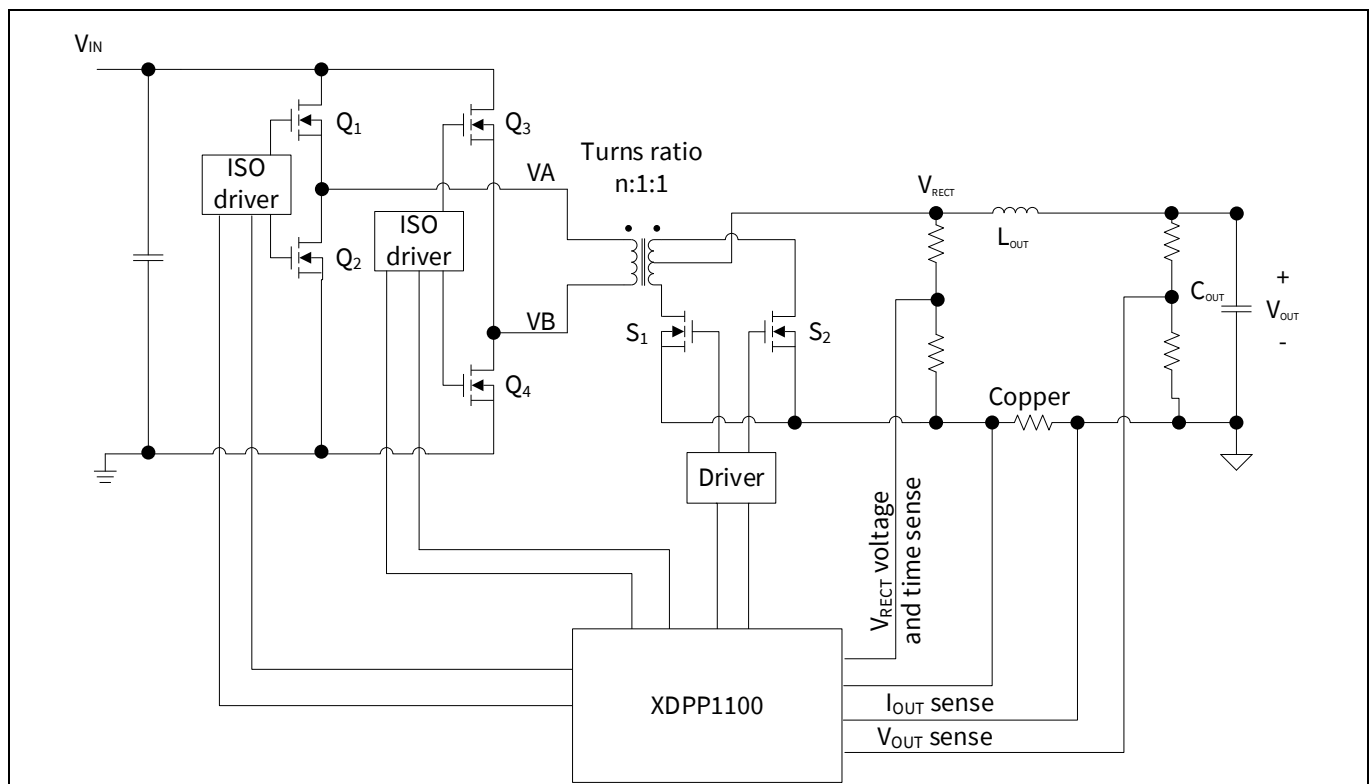 VIN
Q1
Q3
ISO
driver
VA
Turns ratio
n:1:1
VRECT
LOUT
Q2
ISO
driver
COUT
+
VOUT
-
VB
S1
S2
Q4
Copper
Driver
VRECT voltage
and time sense
XDPP1100
IOUT sense
VOUT sense